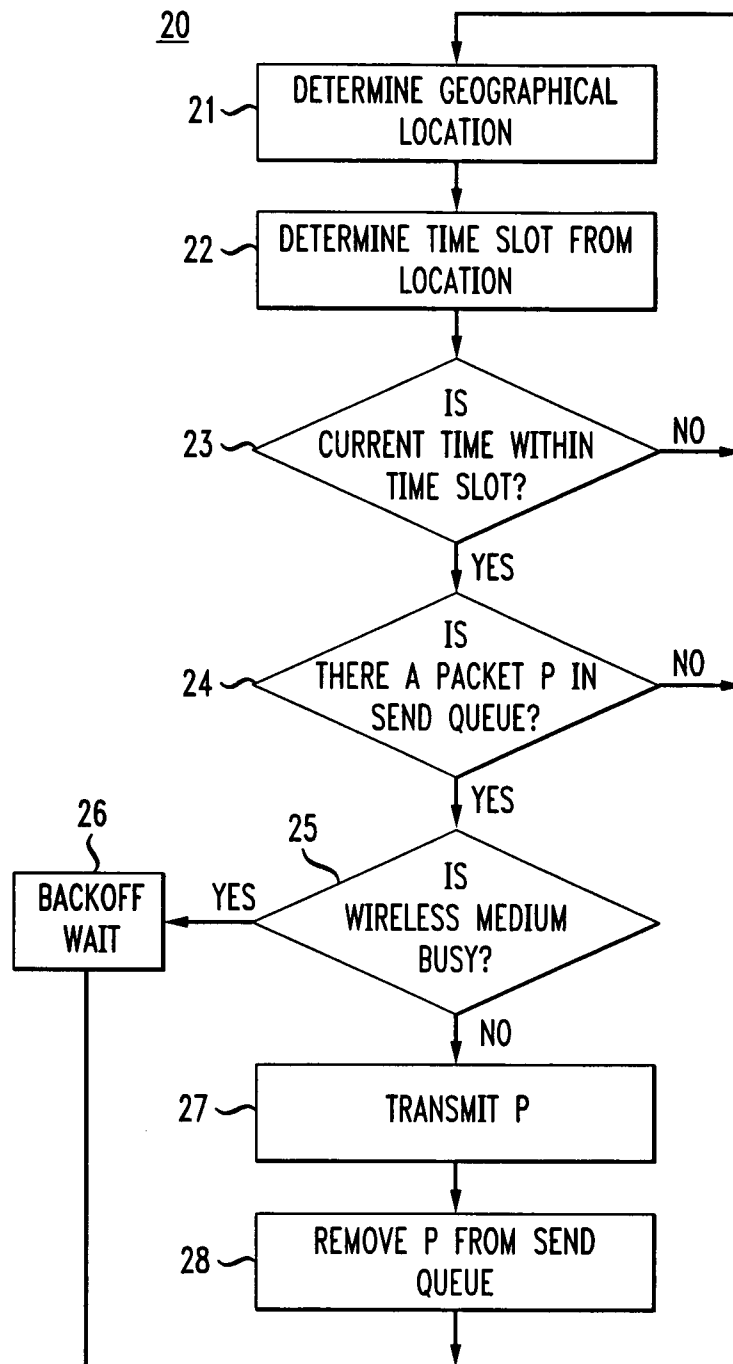 20
21
DETERMINE GEOGRAPHICAL
LOCATION
22
DETERMINE TIME SLOT FROM
LOCATION
23
IS
CURRENT TIME WITHIN
TIME SLOT?
NO
YES
24
IS
THERE A PACKET P IN
SEND QUEUE?
NO
YES
26
BACKOFF
WAIT
YES
25
IS
WIRELESS MEDIUM
BUSY?
NO
27
TRANSMIT P
28
REMOVE P FROM SEND
QUEUE